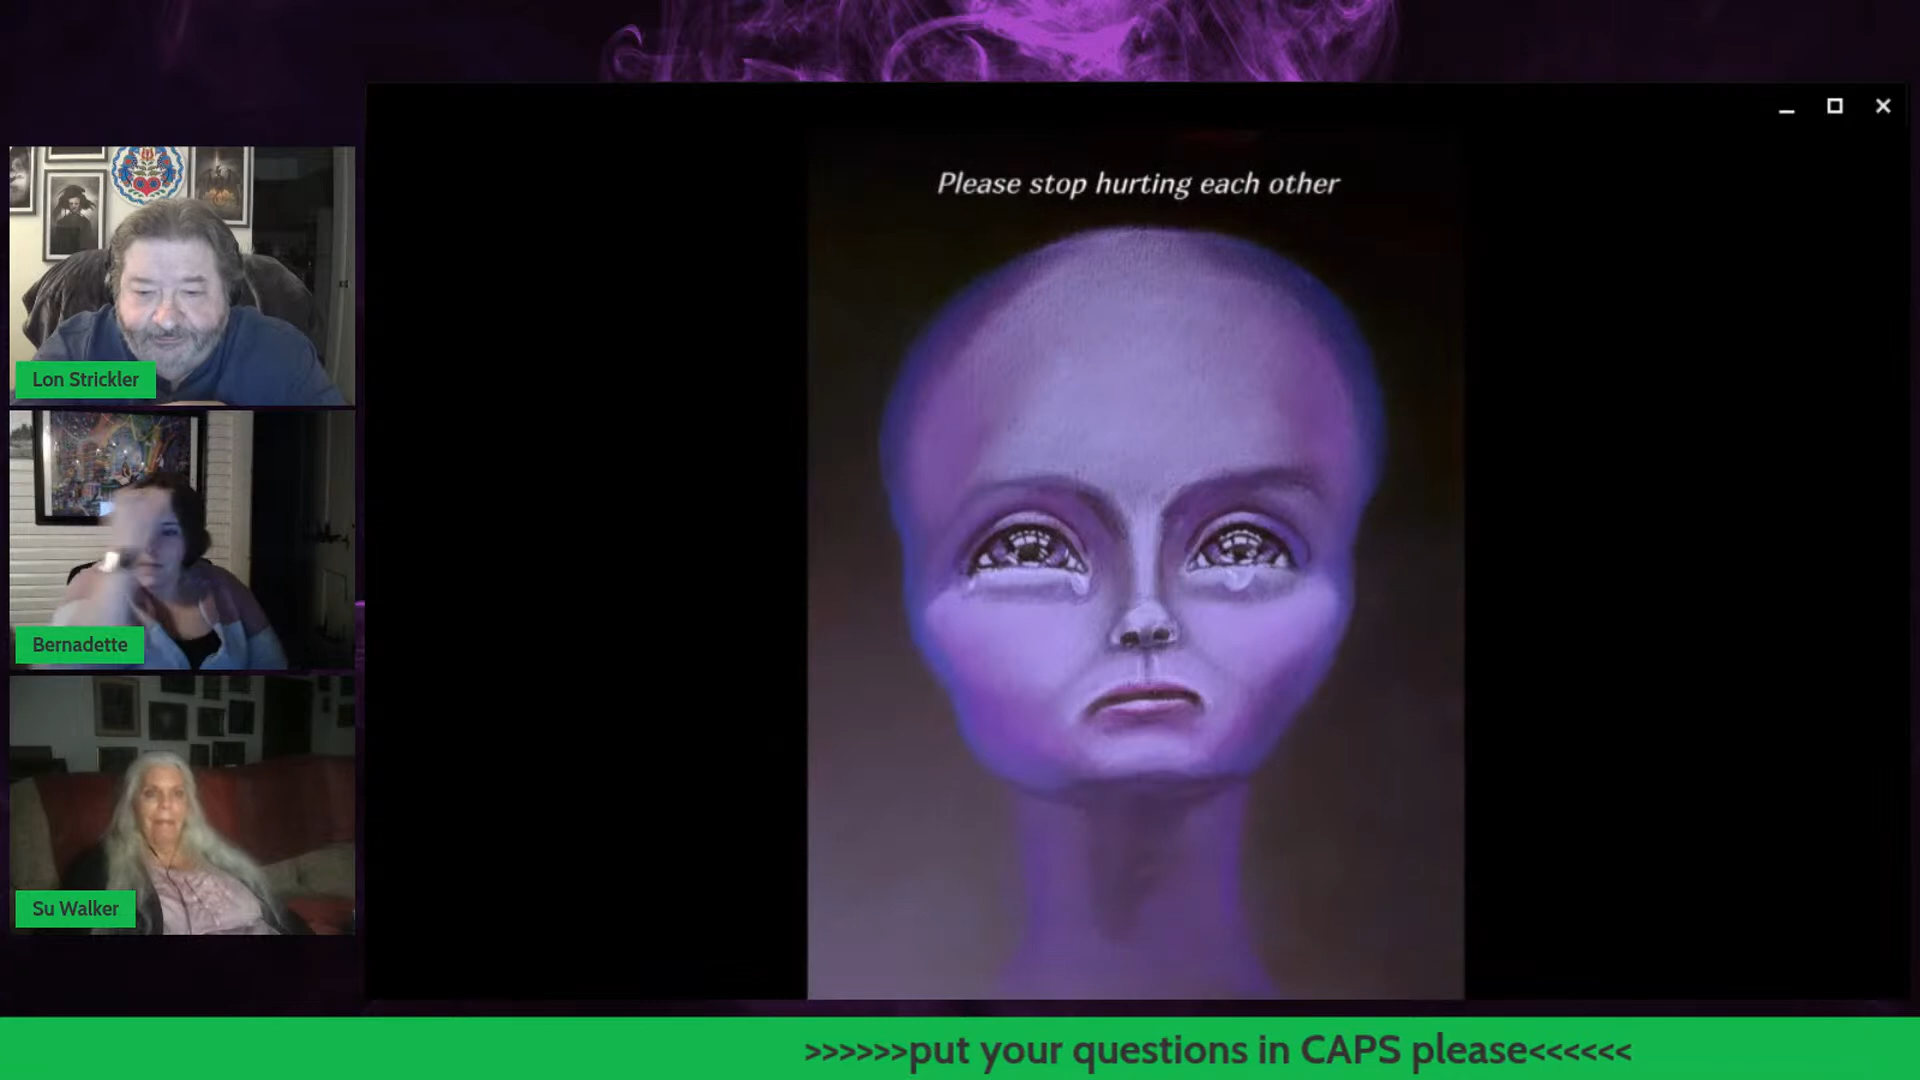 Please stop hurting each other
Lon Strickler
Bernadette
Su Walker
>>>>>>put your questions in CAPS please<<<<<<